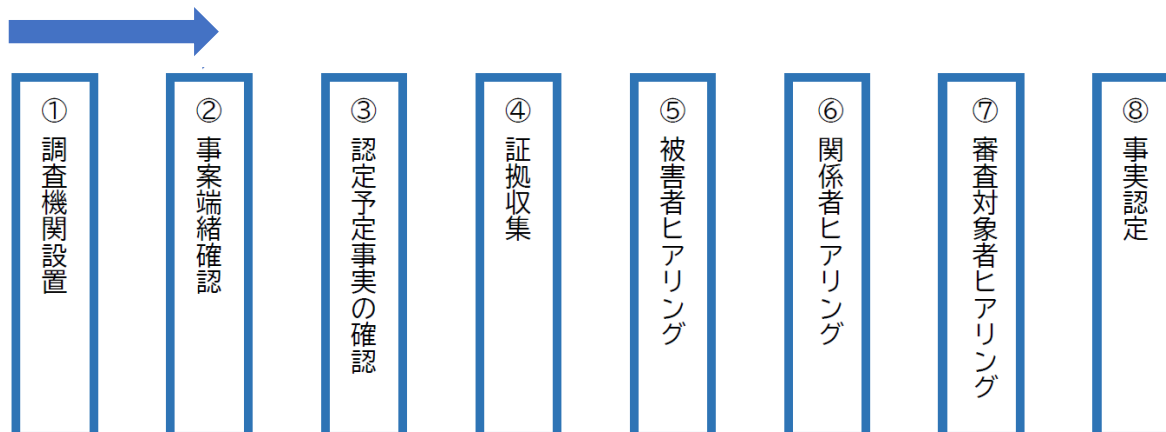 ①調査機関設置
②事案端緒確認
③認定予定事実の確認
④証拠収集
⑤被害者ヒアリング
⑥関係者ヒアリング
⑦審査対象者ヒアリング
⑧事実認定